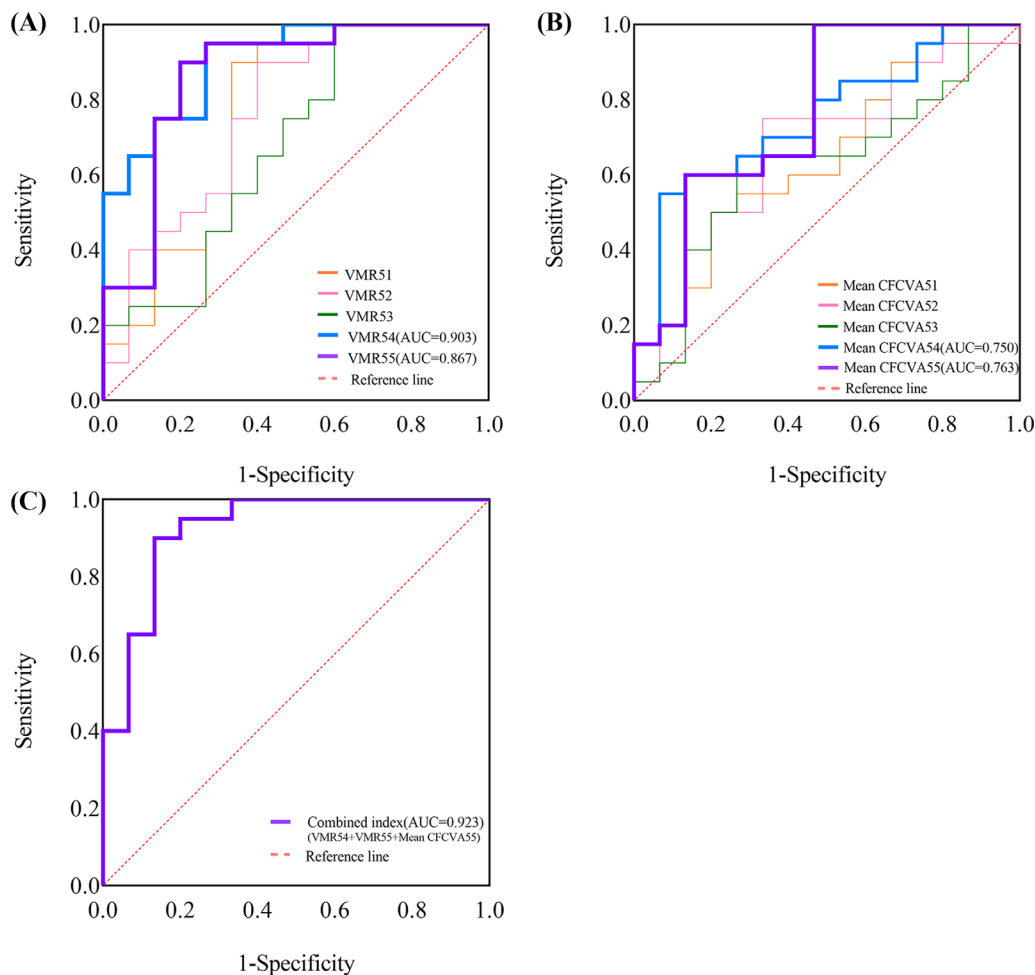 (A)
1.0
0.8
0.6
0.4
0.2
0.0
Sensitivity
VMR51
VMR52
VMR53
VMR54(AUC=0.903)
VMR55(AUC=0.867)
Reference line
0.0 0.2 0.4 0.6 0.8 1.0
1-Specificity
(B)
1.0
0.8
0.6
0.4
0.2
0.0
Sensitivity
Mean CFCVA51
Mean CFCVA52
Mean CFCVA53
Mean CFCVA54(AUC=0.750)
Mean CFCVA55(AUC=0.763)
Reference line
0.0 0.2 0.4 0.6 0.8 1.0
1-Specificity
(C)
1.0
0.8
0.6
0.4
0.2
0.0
Sensitivity
Combined index(AUC=0.923)
(VMR54+VMR55+Mean CFCVA55)
Reference line
0.0 0.2 0.4 0.6 0.8 1.0
1-Specificity